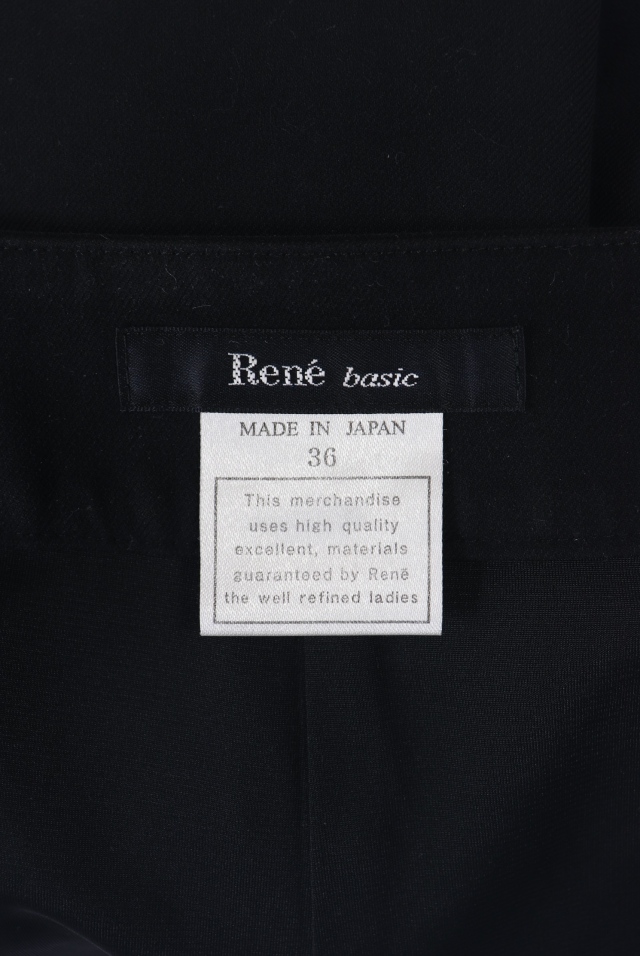 René basic
MADE IN JAPAN
36
This merchandise
uses high quality
excellent, materials
guaranteed by René
the well refined ladies